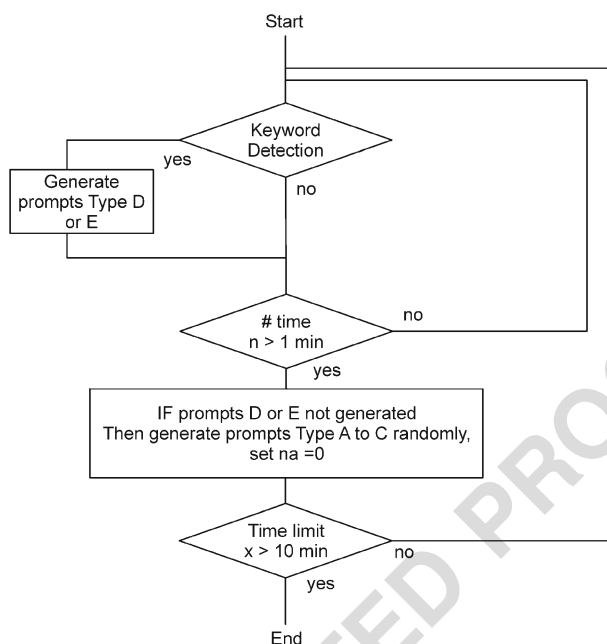 Start
Keyword
Detection
yes
no
Generate
prompts Type D
or E
# time
n > 1 min
no
yes
IF prompts D or E not generated
Then generate prompts Type A to C randomly,
set na =0
Time limit
x > 10 min
no
yes
End